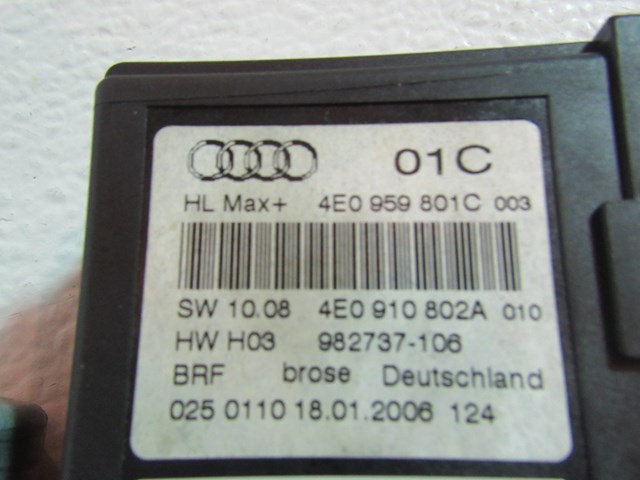 01C
HL Max+ 4E0 959 801C 003
SW 10.08 4E0 910 802A 010
HW H03 982737-106
BRF brose Deutschland
025 0110 18.01.2006 124